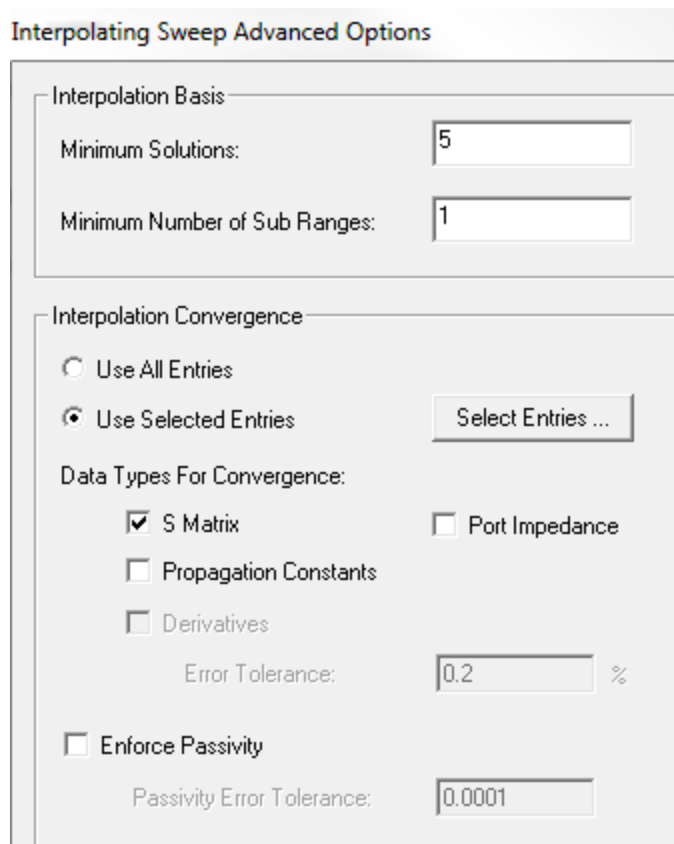 Interpolating Sweep Advanced Options
Interpolation Basis
Minimum Solutions: 5
Minimum Number of Sub Ranges: 1
Interpolation Convergence
Use All Entries
Use Selected Entries Select Entries ...
Data Types For Convergence:
S Matrix Port Impedance
Propagation Constants
Derivatives
Error Tolerance: 0.2 %
Enforce Passivity
Passivity Error Tolerance: 0.0001